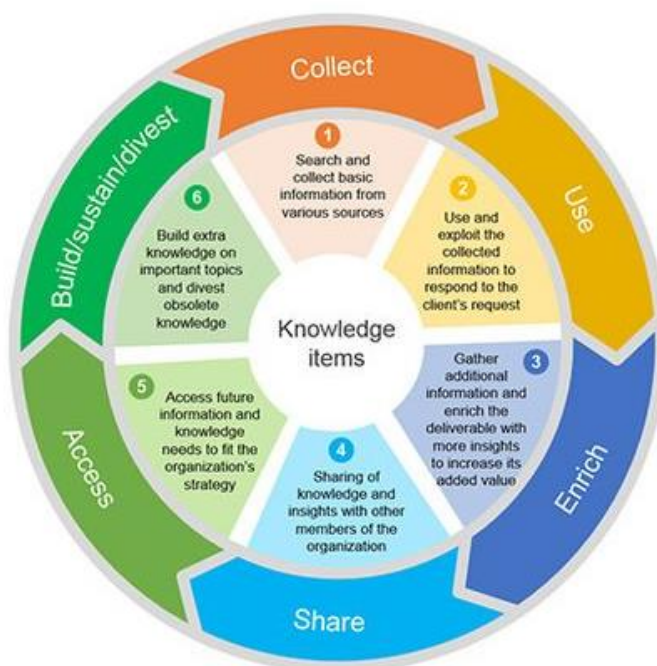 Collect
Use
Enrich
Share
Access
Build/sustain/divest
1
Search and
collect basic
information from
various sources
2
Use and
exploit the
collected
information to
respond to the
client's request
3
Gather
additional
information and
enrich the
deliverable with
more insights
to increase its
added value
4
Sharing of
knowledge and
insights with other
members of the
organization
5
Access future
information and
knowledge
needs to fit the
organization's
strategy
6
Build extra
knowledge on
important topics
and divest
obsolete
knowledge
Knowledge
items